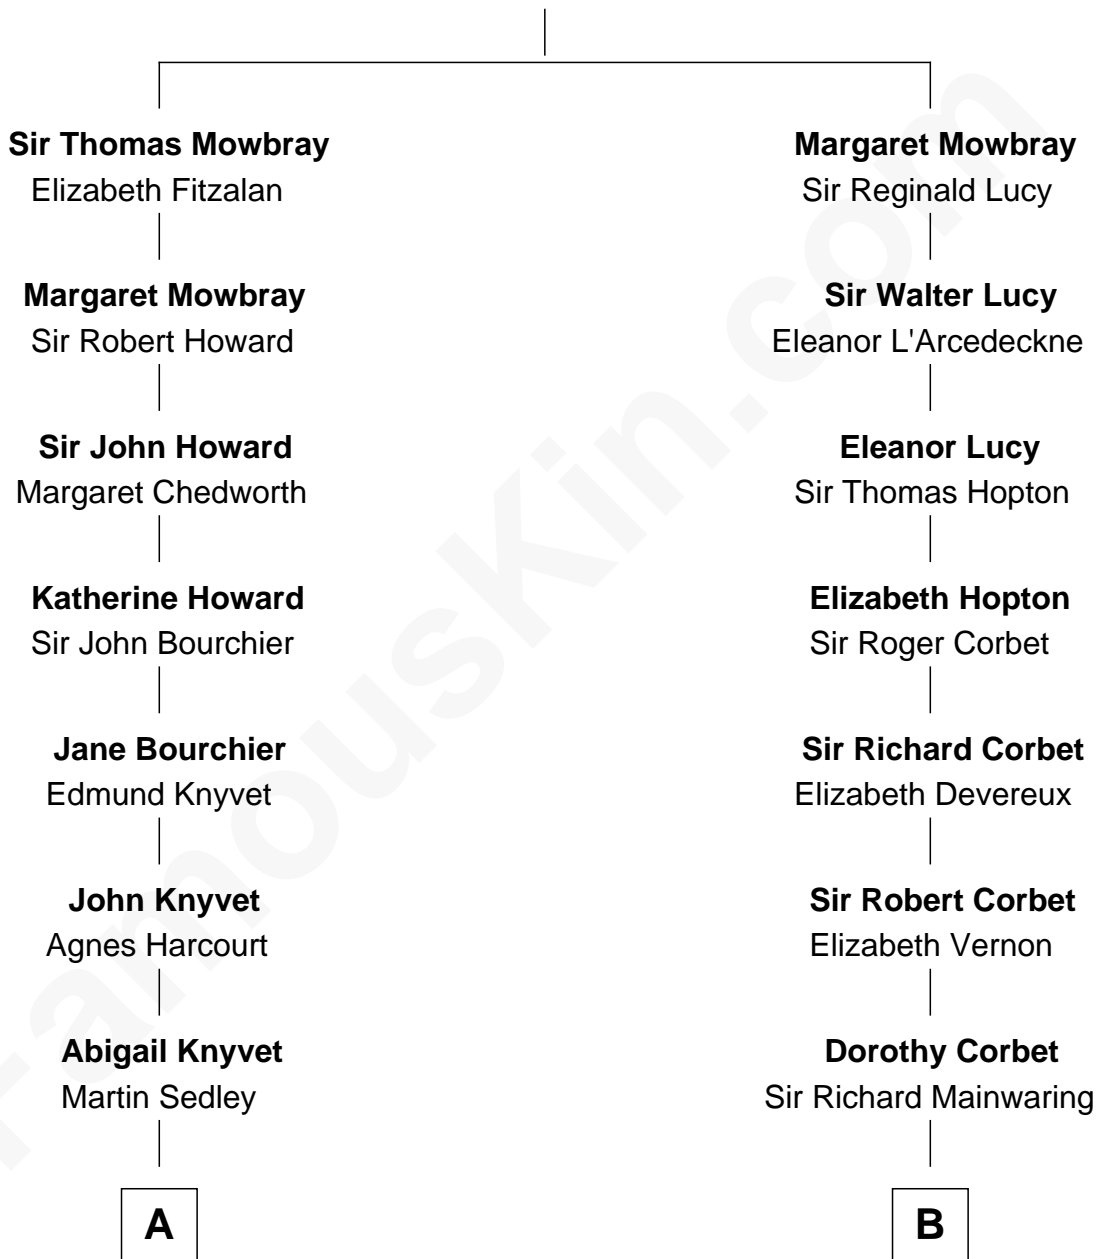 Sir Thomas Mowbray
Elizabeth Fitzalan
Margaret Mowbray
Sir Robert Howard
Sir John Howard
Margaret Chedworth
Katherine Howard
Sir John Bourchier
Jane Bourchier
Edmund Knyvet
John Knyvet
Agnes Harcourt
Abigail Knyvet
Martin Sedley
A
Margaret Mowbray
Sir Reginald Lucy
Sir Walter Lucy
Eleanor L'Arcedeckne
Eleanor Lucy
Sir Thomas Hopton
Elizabeth Hopton
Sir Roger Corbet
Sir Richard Corbet
Elizabeth Devereux
Sir Robert Corbet
Elizabeth Vernon
Dorothy Corbet
Sir Richard Mainwaring
B
FamousKin.com